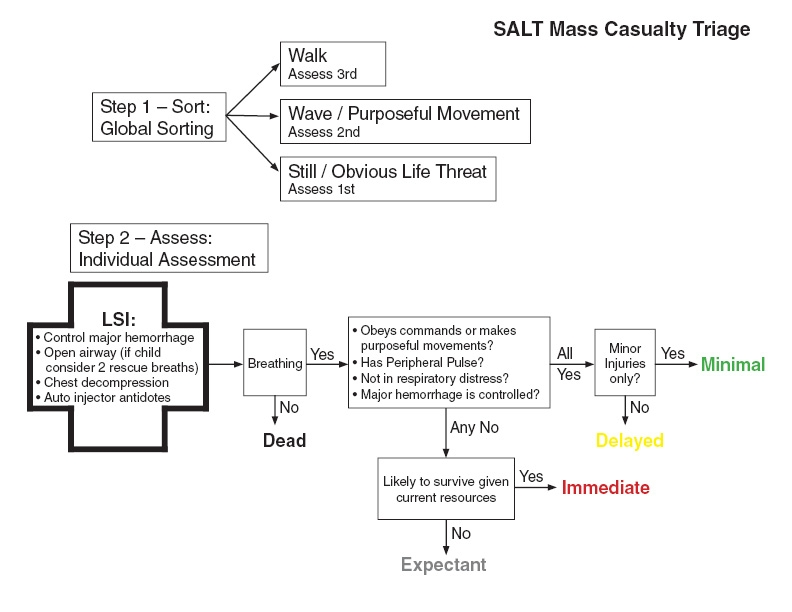 SALT Mass Casualty Triage
Walk
Assess 3rd
Step 1 – Sort:
Global Sorting
Wave / Purposeful Movement
Assess 2nd
Still / Obvious Life Threat
Assess 1st
Step 2 – Assess:
Individual Assessment
LSI:
• Control major hemorrhage
• Open airway (if child
consider 2 rescue breaths)
• Chest decompression
• Auto injector antidotes
Breathing
Yes
No
Dead
• Obeys commands or makes
purposeful movements?
• Has Peripheral Pulse?
• Not in respiratory distress?
• Major hemorrhage is controlled?
All
Yes
Minor
Injuries
only?
Yes
Minimal
No
Delayed
Any No
Likely to survive given
current resources
Yes
Immediate
No
Expectant